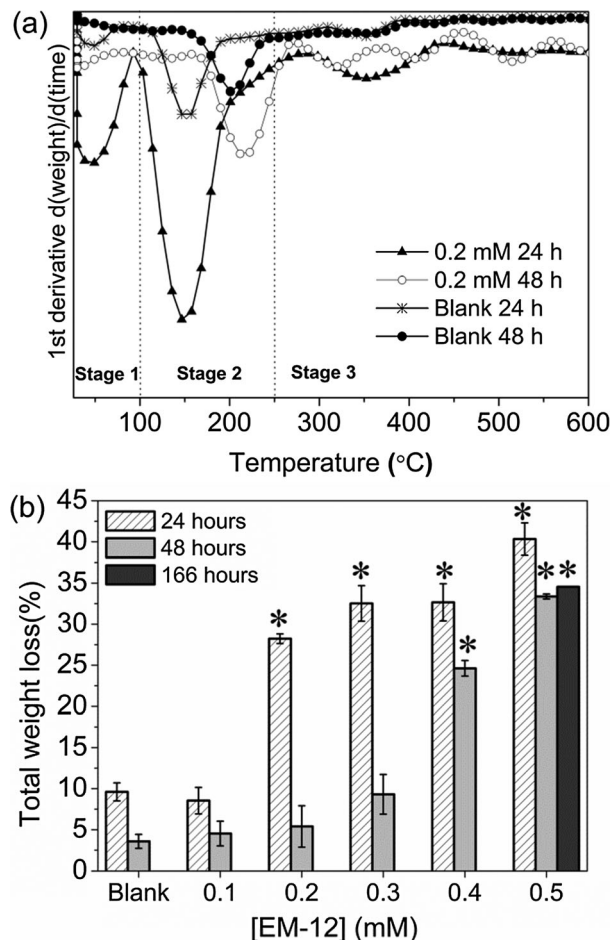 (a)
1st derivative d(weight)/d(time)
0.2 mM 24 h
0.2 mM 48 h
Blank 24 h
Blank 48 h
Stage 1
Stage 2
Stage 3
100 200 300 400 500 600
Temperature (°C)
(b)
45
40
35
30
25
20
15
10
5
0
Total weight loss(%)
24 hours
48 hours
166 hours
* * * * * * *
Blank 0.1 0.2 0.3 0.4 0.5
[EM-12] (mM)